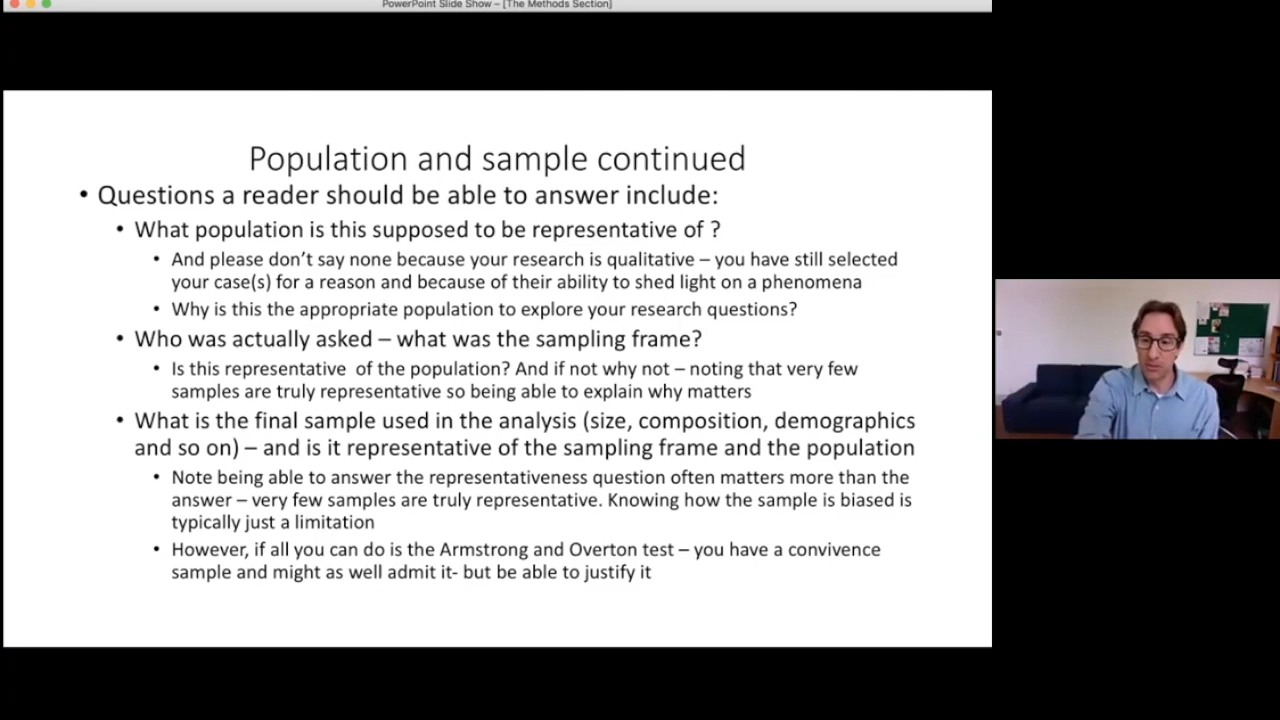 PowerPoint Slide Show – [The Methods Section]
Population and sample continued
• Questions a reader should be able to answer include:
• What population is this supposed to be representative of ?
• And please don't say none because your research is qualitative – you have still selected
your case(s) for a reason and because of their ability to shed light on a phenomena
• Why is this the appropriate population to explore your research questions?
• Who was actually asked – what was the sampling frame?
• Is this representative  of the population? And if not why not – noting that very few
samples are truly representative so being able to explain why matters
• What is the final sample used in the analysis (size, composition, demographics
and so on) – and is it representative of the sampling frame and the population
• Note being able to answer the representativeness question often matters more than the
answer – very few samples are truly representative. Knowing how the sample is biased is
typically just a limitation
• However, if all you can do is the Armstrong and Overton test – you have a convivence
sample and might as well admit it- but be able to justify it